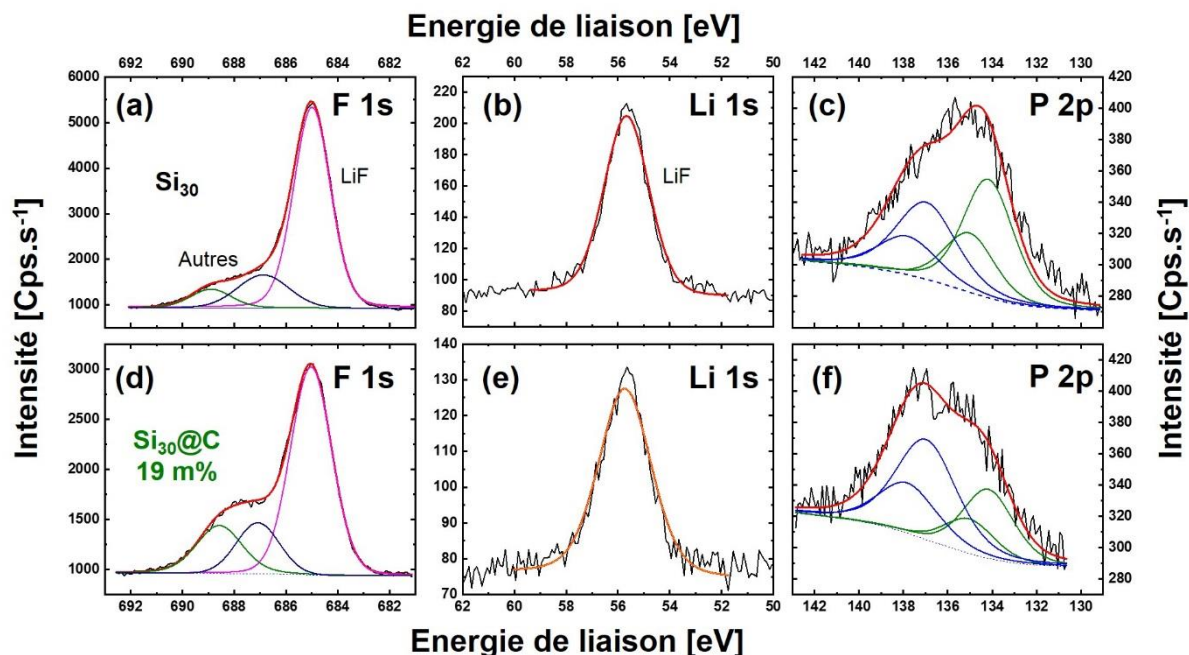 Energie de liaison [eV]
692 690 688 686 684 682
62 60 58 56 54 52 50
142 140 138 136 134 132 130
Intensité [Cps.s-1]
6000
5000
4000
3000
2000
1000
(a)
F 1s
Si30
LiF
Autres
220
200
180
160
140
120
100
80
(b)
Li 1s
LiF
(c)
P 2p
420
400
380
360
340
320
300
280
Intensité [Cps.s-1]
3000
2500
2000
1500
1000
(d)
F 1s
Si30@C
19 m%
140
130
120
110
100
90
80
70
(e)
Li 1s
(f)
P 2p
420
400
380
360
340
320
300
280
692 690 688 686 684 682
62 60 58 56 54 52 50
142 140 138 136 134 132 130
Energie de liaison [eV]